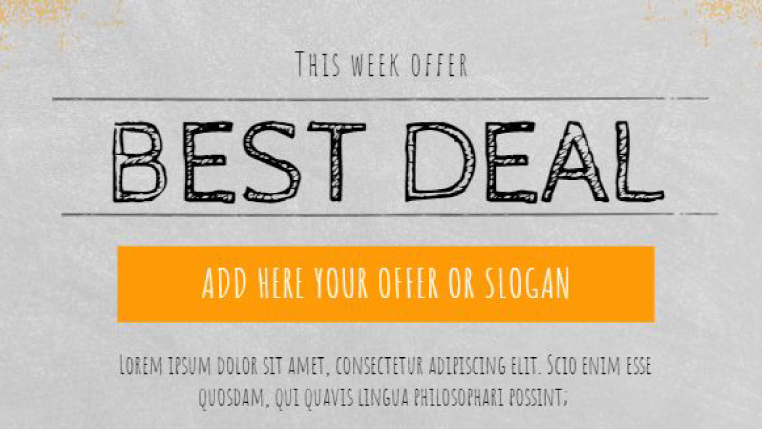 This week offer
BEST DEAL
ADD HERE YOUR OFFER OR SLOGAN
Lorem ipsum dolor sit amet, consectetur adipiscing elit. Scio enim esse
quosdam, qui quavis lingua philosophari possint;